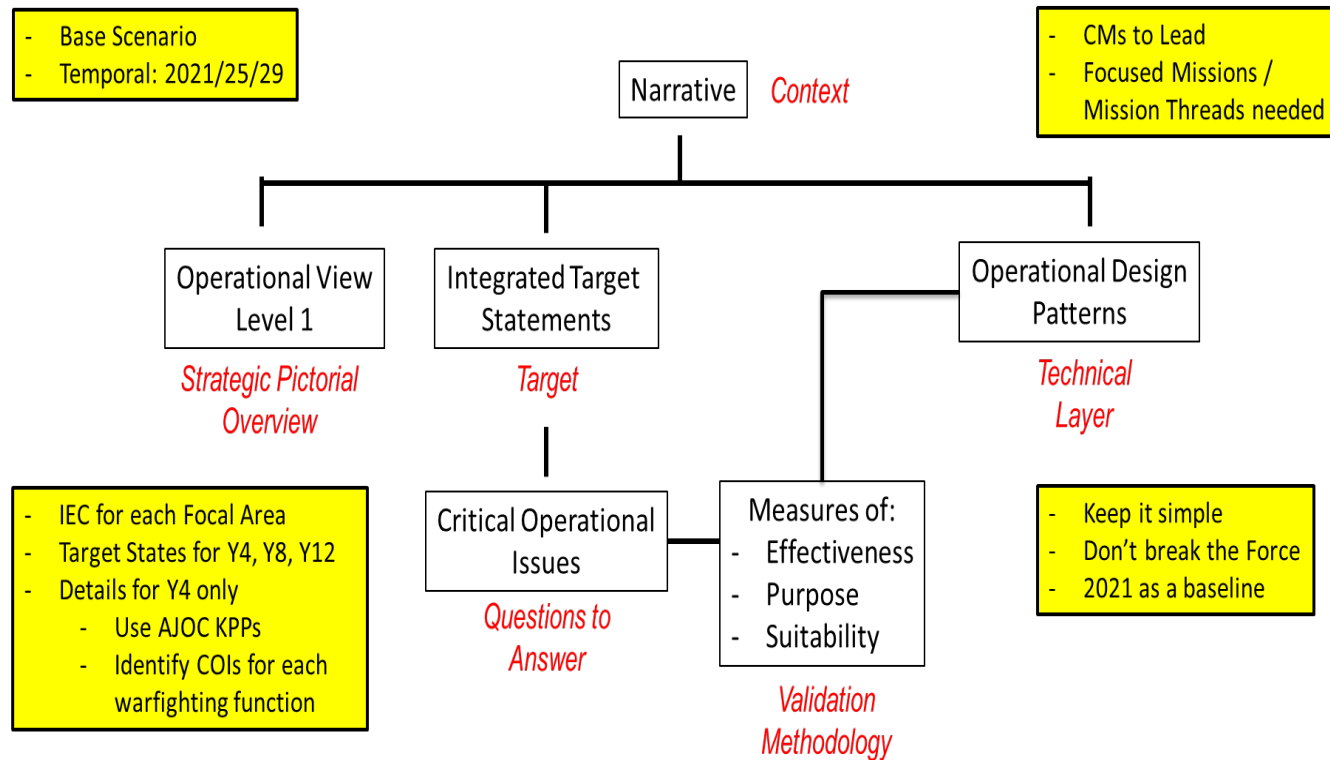 - Base Scenario
- Temporal: 2021/25/29
Narrative
Context
- CMs to Lead
- Focused Missions /
Mission Threads needed
Operational View
Level 1
Strategic Pictorial
Overview
Integrated Target
Statements
Target
Operational Design
Patterns
Technical
Layer
- IEC for each Focal Area
- Target States for Y4, Y8, Y12
- Details for Y4 only
- Use AJOC KPPs
- Identify COIs for each
warfighting function
Critical Operational
Issues
Questions to
Answer
Measures of:
- Effectiveness
- Purpose
- Suitability
Validation
Methodology
- Keep it simple
- Don’t break the Force
- 2021 as a baseline